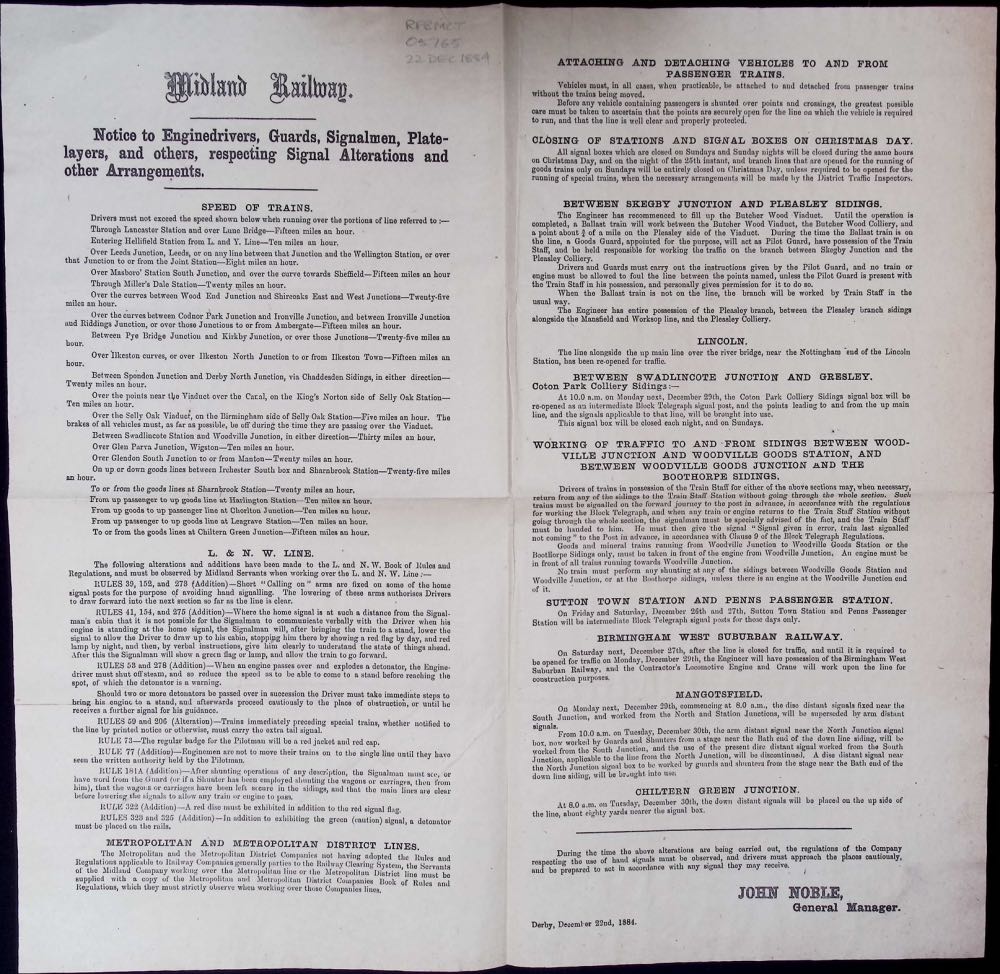 RFBMCT
05765
22 DEC 1884
Midland Railway.
Notice to Enginedrivers, Guards, Signalmen, Plate-
layers, and others, respecting Signal Alterations and
other Arrangements.
SPEED OF TRAINS.
Drivers must not exceed the speed shown below when running over the portions of line referred to :—
Through Lancaster Station and over Lune Bridge—Fifteen miles an hour.
Entering Hellifield Station from L. and Y. Line—Ten miles an hour.
Over Leeds Junction, Leeds, or on any line between that Junction and the Wellington Station, or over
that Junction to or from the Joint Station—Eight miles an hour.
Over Masboro' Station South Junction, and over the curve towards Sheffield—Fifteen miles an hour
Through Miller's Dale Station—Twenty miles an hour.
Over the curves between Wood End Junction and Shireoaks East and West Junctions—Twenty-five
miles an hour.
Over the curves between Codnor Park Junction and Ironville Junction, and between Ironville Junction
and Riddings Junction, or over those Junctions to or from Ambergate—Fifteen miles an hour.
Between Pye Bridge Junction and Kirkby Junction, or over those Junctions—Twenty-five miles an
hour.
Over Ilkeston curves, or over Ilkeston North Junction to or from Ilkeston Town—Fifteen miles an
hour.
Between Spondon Junction and Derby North Junction, via Chaddesden Sidings, in either direction—
Twenty miles an hour.
Over the points near the Viaduct over the Canal, on the King's Norton side of Selly Oak Station—
Ten miles an hour.
Over the Selly Oak Viaduct, on the Birmingham side of Selly Oak Station—Five miles an hour. The
brakes of all vehicles must, as far as possible, be off during the time they are passing over the Viaduct.
Between Swadlincote Station and Woodville Junction, in either direction—Thirty miles an hour.
Over Glen Parva Junction, Wigston—Ten miles an hour.
Over Glendon South Junction to or from Manton—Twenty miles an hour.
On up or down goods lines between Irchester South box and Sharnbrook Station—Twenty-five miles
an hour.
To or from the goods lines at Sharnbrook Station—Twenty miles an hour.
From up passenger to up goods line at Harlington Station—Ten miles an hour.
From up goods to up passenger line at Chorlton Junction—Ten miles an hour.
From up passenger to up goods line at Leagrave Station—Ten miles an hour.
To or from the goods lines at Chiltern Green Junction—Fifteen miles an hour.
L. & N. W. LINE.
The following alterations and additions have been made to the L. and N. W. Book of Rules and
Regulations, and must be observed by Midland Servants when working over the L. and N. W. Line :—
RULES 39, 152, and 278 (Addition)—Short "Calling on" arms are fixed on some of the home
signal posts for the purpose of avoiding hand signalling. The lowering of these arms authorises Drivers
to draw forward into the next section so far as the line is clear.
RULES 41, 154, and 275 (Addition)—Where the home signal is at such a distance from the Signal-
man's cabin that it is not possible for the Signalman to communicate verbally with the Driver when his
engine is standing at the home signal, the Signalman will, after bringing the train to a stand, lower the
signal to allow the Driver to draw up to his cabin, stopping him there by showing a red flag by day, and red
lamp by night, and then, by verbal instructions, give him clearly to understand the state of things ahead.
After this the Signalman will show a green flag or lamp, and allow the train to go forward.
RULES 53 and 278 (Addition)—When an engine passes over and explodes a detonator, the Engine-
driver must shut off steam, and so reduce the speed as to be able to come to a stand before reaching the
spot, of which the detonator is a warning.
Should two or more detonators be passed over in succession the Driver must take immediate steps to
bring his engine to a stand, and afterwards proceed cautiously to the place of obstruction, or until he
receives a further signal for his guidance.
RULES 59 and 206 (Alteration)—Trains immediately preceding special trains, whether notified to
the line by printed notice or otherwise, must carry the extra tail signal.
RULE 73—The regular badge for the Pilotman will be a red jacket and red cap.
RULE 77 (Addition)—Enginemen are not to move their trains on to the single line until they have
seen the written authority held by the Pilotman.
RULE 181A (Addition)—After shunting operations of any description, the Signalman must see, or
have word from the Guard (or if a Shunter has been employed shunting the wagons or carriages, then from
him), that the wagons or carriages have been left secure in the sidings, and that the main lines are clear
before lowering the signals to allow any train or engine to pass.
RULE 322 (Addition)—A red disc must be exhibited in addition to the red signal flag.
RULES 323 and 325 (Addition)—In addition to exhibiting the green (caution) signal, a detonator
must be placed on the rails.
METROPOLITAN AND METROPOLITAN DISTRICT LINES.
The Metropolitan and the Metropolitan District Companies not having adopted the Rules and
Regulations applicable to Railway Companies generally parties to the Railway Clearing System, the Servants
of the Midland Company working over the Metropolitan line or the Metropolitan District line must be
supplied with a copy of the Metropolitan and Metropolitan District Companies Book of Rules and
Regulations, which they must strictly observe when working over those Companies lines.
ATTACHING AND DETACHING VEHICLES TO AND FROM
PASSENGER TRAINS.
Vehicles must, in all cases, when practicable, be attached to and detached from passenger trains
without the trains being moved.
Before any vehicle containing passengers is shunted over points and crossings, the greatest possible
care must be taken to ascertain that the points are securely open for the line on which the vehicle is required
to run, and that the line is well clear and properly protected.
CLOSING OF STATIONS AND SIGNAL BOXES ON CHRISTMAS DAY.
All signal boxes which are closed on Sundays and Sunday nights will be closed during the same hours
on Christmas Day, and on the night of the 25th instant, and branch lines that are opened for the running of
goods trains only on Sundays will be entirely closed on Christmas Day, unless required to be opened for the
running of special trains, when the necessary arrangements will be made by the District Traffic Inspectors.
BETWEEN SKEGBY JUNCTION AND PLEASLEY SIDINGS.
The Engineer has recommenced to fill up the Butcher Wood Viaduct. Until the operation is
completed, a Ballast train will work between the Butcher Wood Viaduct, the Butcher Wood Colliery, and
a point about ¾ of a mile on the Pleasley side of the Viaduct. During the time the Ballast train is on
the line, a Goods Guard, appointed for the purpose, will act as Pilot Guard, have possession of the Train
Staff, and be held responsible for working the traffic on the branch between Skegby Junction and the
Pleasley Colliery.
Drivers and Guards must carry out the instructions given by the Pilot Guard, and no train or
engine must be allowed to foul the line between the points named, unless the Pilot Guard is present with
the Train Staff in his possession, and personally gives permission for it to do so.
When the Ballast train is not on the line, the branch will be worked by Train Staff in the
usual way.
The Engineer has entire possession of the Pleasley branch, between the Pleasley branch sidings
alongside the Mansfield and Worksop line, and the Pleasley Colliery.
LINCOLN.
The line alongside the up main line over the river bridge, near the Nottingham end of the Lincoln
Station, has been re-opened for traffic.
BETWEEN SWADLINCOTE JUNCTION AND GRESLEY.
Coton Park Colliery Sidings:—
At 10.0 a.m. on Monday next, December 29th, the Coton Park Colliery Sidings signal box will be
re-opened as an intermediate Block Telegraph signal post, and the points leading to and from the up main
line, and the signals applicable to that line, will be brought into use.
This signal box will be closed each night, and on Sundays.
WORKING OF TRAFFIC TO AND FROM SIDINGS BETWEEN WOOD-
VILLE JUNCTION AND WOODVILLE GOODS STATION, AND
BETWEEN WOODVILLE GOODS JUNCTION AND THE
BOOTHORPE SIDINGS.
Drivers of trains in possession of the Train Staff for either of the above sections may, when necessary,
return from any of the sidings to the Train Staff Station without going through the whole section. Such
trains must be signalled on the forward journey to the post in advance, in accordance with the regulations
for working the Block Telegraph, and when any train or engine returns to the Train Staff Station without
going through the whole section, the signalman must be specially advised of the fact, and the Train Staff
must be handed to him. He must then give the signal "Signal given in error, train last signalled
not coming" to the Post in advance, in accordance with Clause 9 of the Block Telegraph Regulations.
Goods and mineral trains running from Woodville Junction to Woodville Goods Station or the
Boothorpe Sidings only, must be taken in front of the engine from Woodville Junction. An engine must be
in front of all trains running towards Woodville Junction.
No train must perform any shunting at any of the sidings between Woodville Goods Station and
Woodville Junction, or at the Boothorpe sidings, unless there is an engine at the Woodville Junction end
of it.
SUTTON TOWN STATION AND PENNS PASSENGER STATION.
On Friday and Saturday, December 26th and 27th, Sutton Town Station and Penns Passenger
Station will be intermediate Block Telegraph signal posts for those days only.
BIRMINGHAM WEST SUBURBAN RAILWAY.
On Saturday next, December 27th, after the line is closed for traffic, and until it is required to
be opened for traffic on Monday, December 29th, the Engineer will have possession of the Birmingham West
Suburban Railway, and the Contractor's Locomotive Engine and Crane will work upon the line for
construction purposes.
MANGOTSFIELD.
On Monday next, December 29th, commencing at 8.0 a.m., the disc distant signals fixed near the
South Junction, and worked from the North and Station Junctions, will be superseded by arm distant
signals.
From 10.0 a.m. on Tuesday, December 30th, the arm distant signal near the North Junction signal
box, now worked by Guards and Shunters from a stage near the Bath end of the down line siding, will be
worked from the South Junction, and the use of the present disc distant signal worked from the South
Junction, applicable to the line from the North Junction, will be discontinued. A disc distant signal near
the North Junction signal box to be worked by guards and shunters from the stage near the Bath end of the
down line siding, will be brought into use.
CHILTERN GREEN JUNCTION.
At 8.0 a.m. on Tuesday, December 30th, the down distant signals will be placed on the up side of
the line, about eighty yards nearer the signal box.
During the time the above alterations are being carried out, the regulations of the Company
respecting the use of hand signals must be observed, and drivers must approach the places cautiously,
and be prepared to act in accordance with any signal they may receive.
JOHN NOBLE,
General Manager.
Derby, December 22nd, 1884.